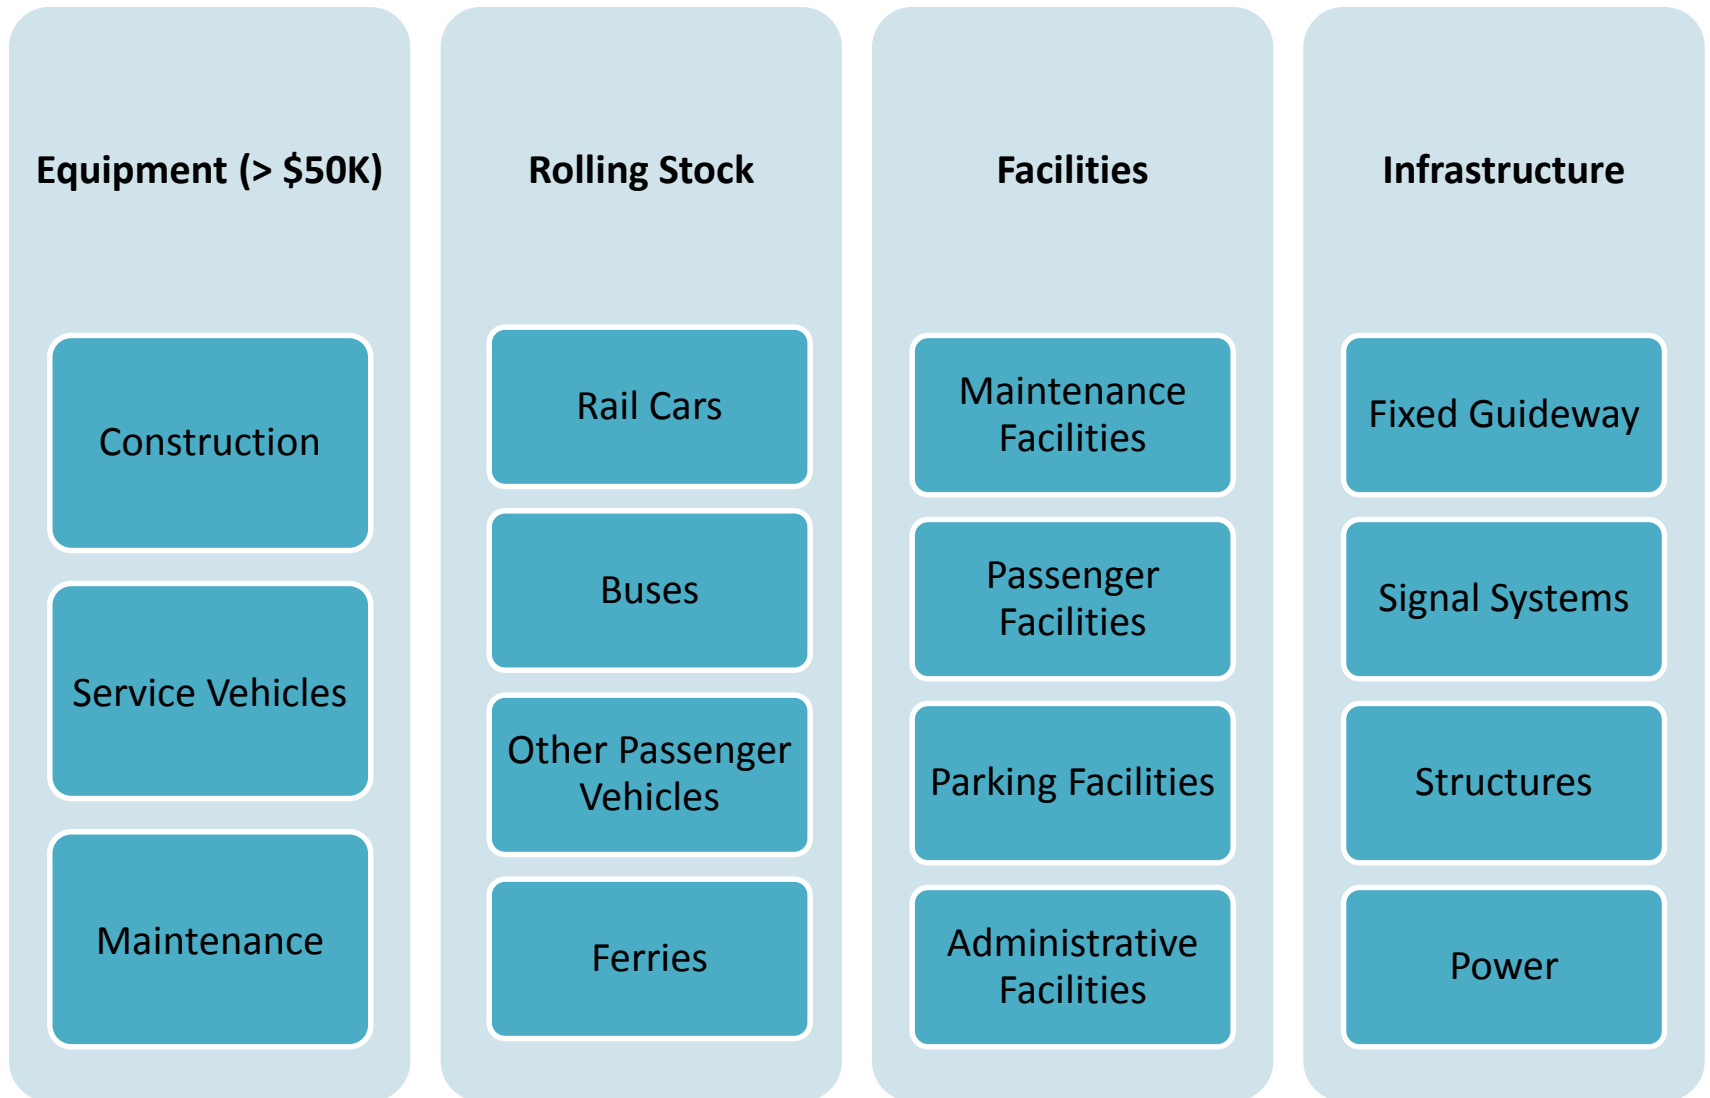 Equipment (> $50K)
Construction
Service Vehicles
Maintenance
Rolling Stock
Rail Cars
Buses
Other Passenger
Vehicles
Ferries
Facilities
Maintenance
Facilities
Passenger
Facilities
Parking Facilities
Administrative
Facilities
Infrastructure
Fixed Guideway
Signal Systems
Structures
Power